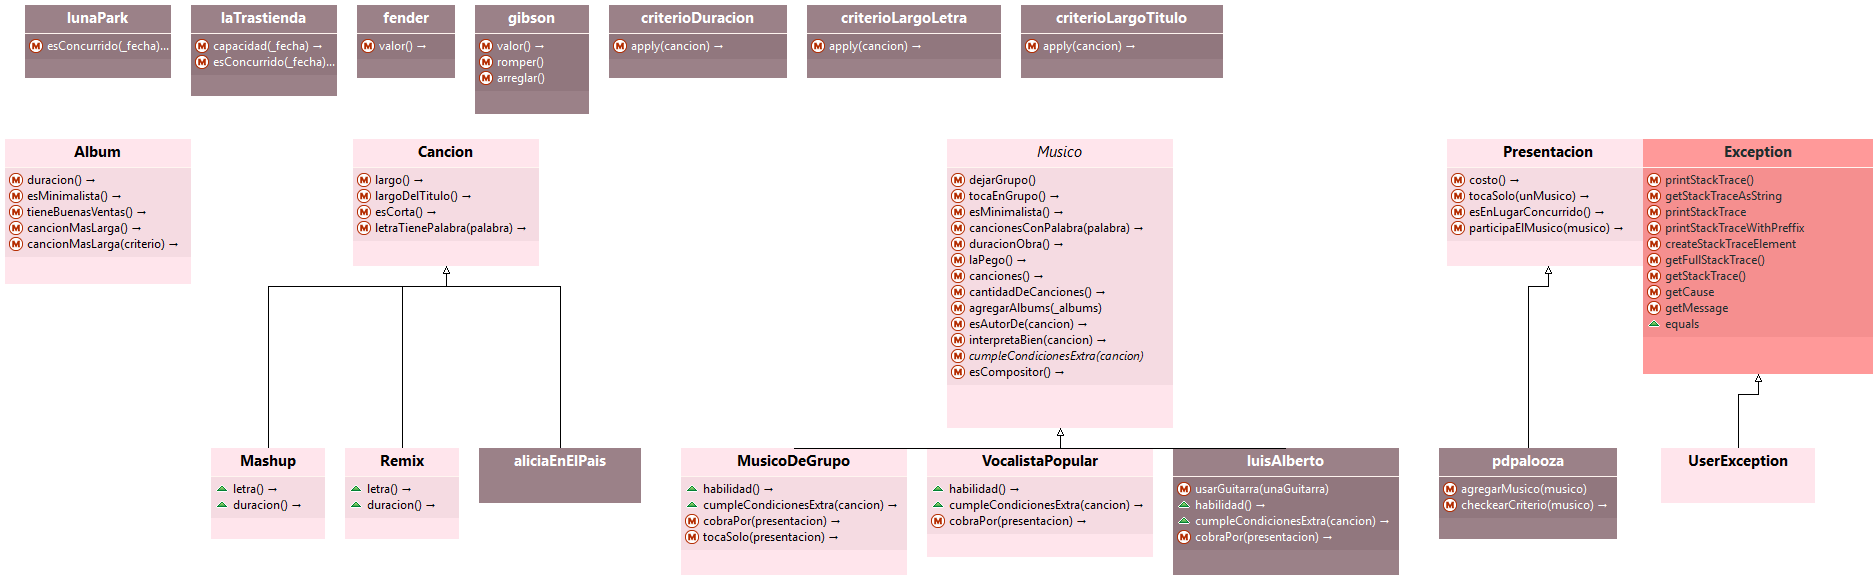 lunaPark
esConcurrido(_fecha)...
laTrastienda
capacidad(_fecha) →
esConcurrido(_fecha)...
fender
valor() →
gibson
valor() →
romper()
arreglar()
criterioDuracion
apply(cancion) →
criterioLargoLetra
apply(cancion) →
criterioLargoTitulo
apply(cancion) →
Album
duracion() →
esMinimalista() →
tieneBuenasVentas() →
cancionMasLarga() →
cancionMasLarga(criterio) →
Cancion
largo() →
largoDelTitulo() →
esCorta() →
letraTienePalabra(palabra) →
Musico
dejarGrupo()
tocaEnGrupo() →
esMinimalista() →
cancionesConPalabra(palabra) →
duracionObra() →
laPego() →
canciones() →
cantidadDeCanciones() →
agregarAlbums(_albums)
esAutorDe(cancion) →
interpretaBien(cancion) →
cumpleCondicionesExtra(cancion)
esCompositor() →
Presentacion
costo() →
tocaSolo(unMusico) →
esEnLugarConcurrido() →
participaElMusico(musico) →
Exception
printStackTrace()
getStackTraceAsString
printStackTrace
printStackTraceWithPreffix
createStackTraceElement
getFullStackTrace()
getStackTrace()
getCause
getMessage
equals
Mashup
letra() →
duracion() →
Remix
letra() →
duracion() →
aliciaEnElPais
MusicoDeGrupo
habilidad() →
cumpleCondicionesExtra(cancion) →
cobraPor(presentacion) →
tocaSolo(presentacion) →
VocalistaPopular
habilidad() →
cumpleCondicionesExtra(cancion) →
cobraPor(presentacion) →
luisAlberto
usarGuitarra(unaGuitarra)
habilidad() →
cumpleCondicionesExtra(cancion) →
cobraPor(presentacion) →
pdpalooza
agregarMusico(musico)
checkearCriterio(musico) →
UserException